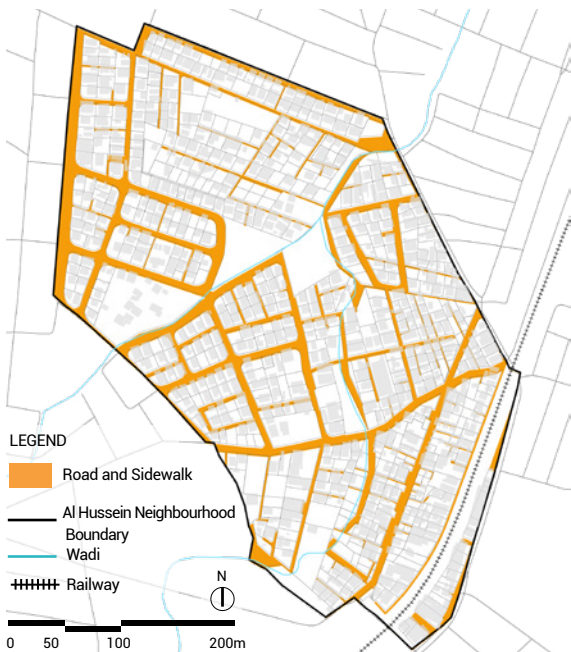 LEGEND
Road and Sidewalk
Al Hussein Neighbourhood
Boundary
Wadi
Railway
N
0 50 100 200m